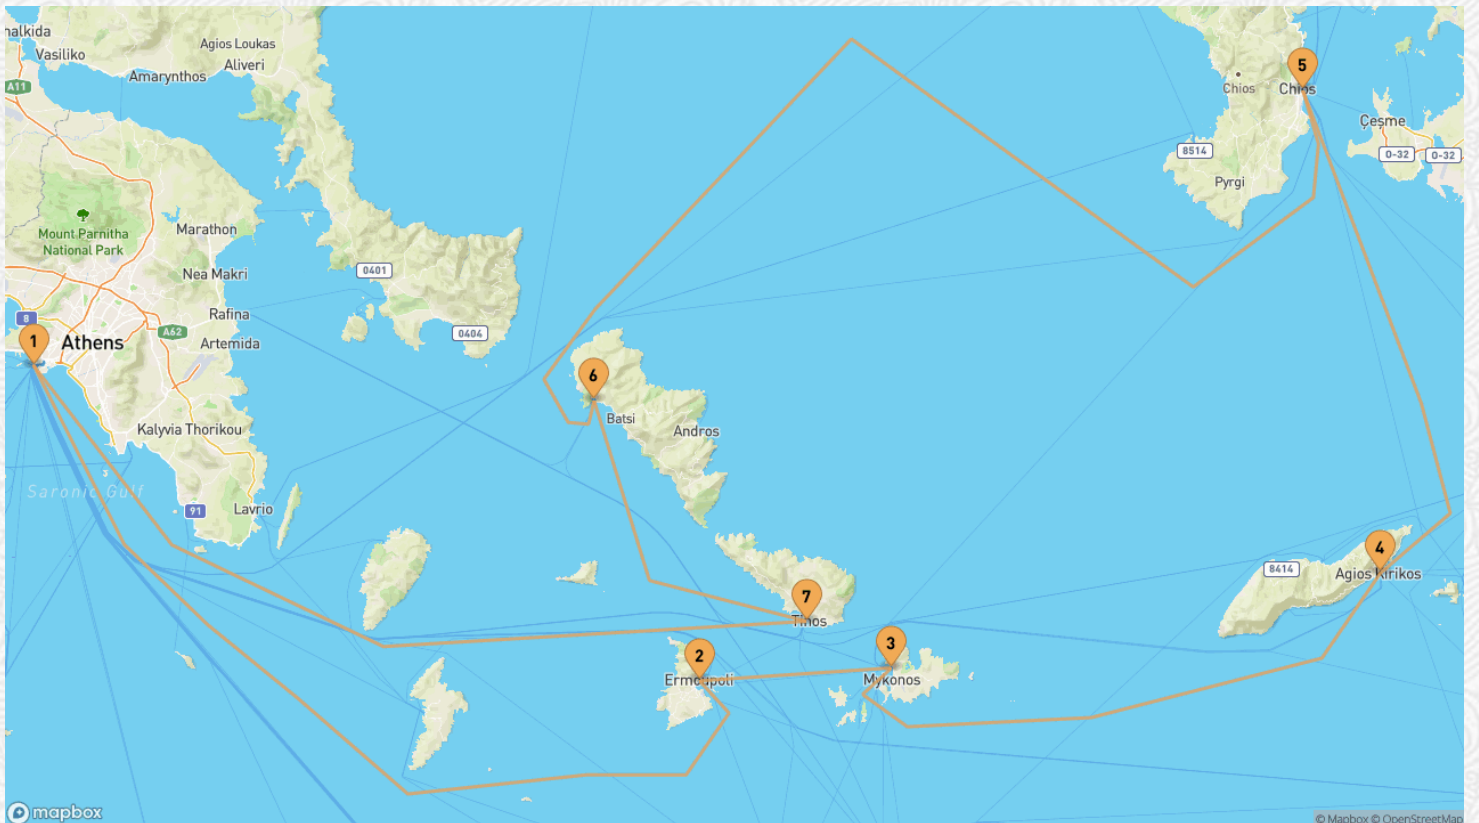 Vasiliko
Agios Loukas
Aliveri
Amarynthos
A11
Mount Parnitha
National Park
Marathon
Nea Makri
Rafina
8
1
Athens
A62
Artemida
Kalyvia Thorikou
Saronic Gulf
91
Lavrio
0401
0404
6
Batsi
Andros
5
Chios
Chios
Çeşme
8514
O-32
O-32
Pyrgi
7
Tinos
2
Ermoupoli
3
Mykonos
4
8414
Agios Kirikos
mapbox
© Mapbox © OpenStreetMap